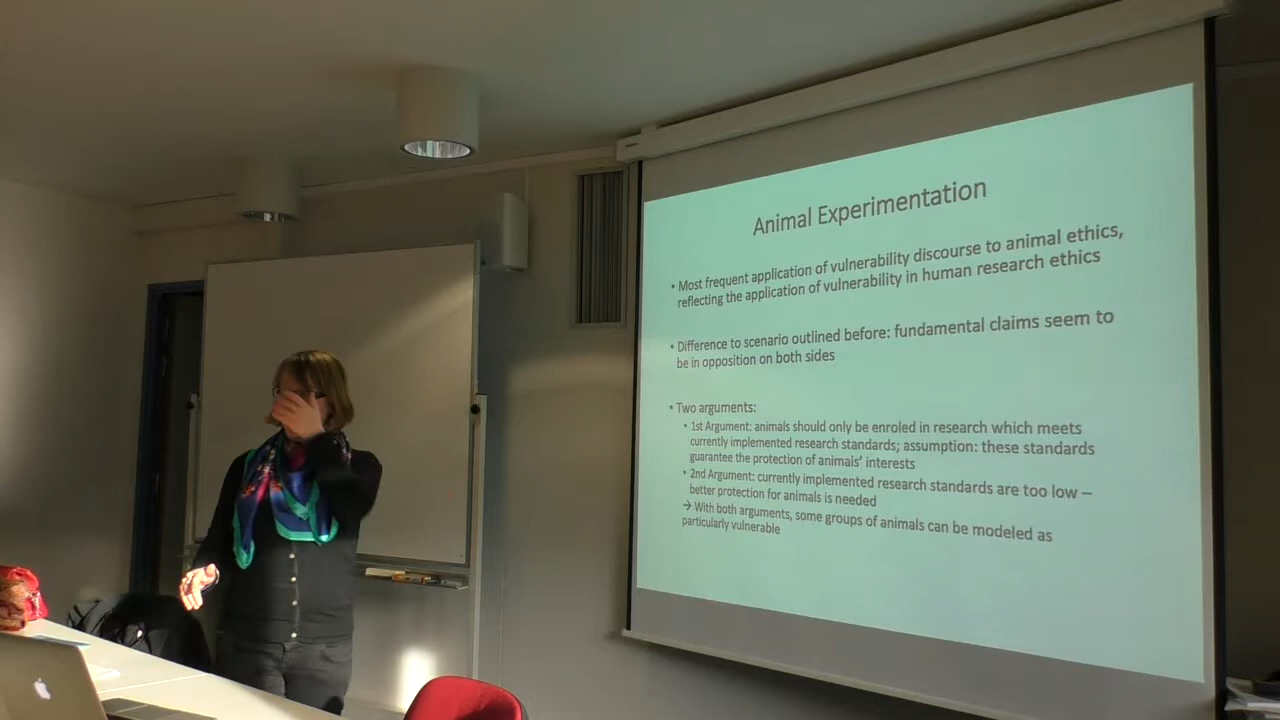 Animal Experimentation
• Most frequent application of vulnerability discourse to animal ethics,
reflecting the application of vulnerability in human research ethics
• Difference to scenario outlined before: fundamental claims seem to
be in opposition on both sides
• Two arguments:
• 1st Argument: animals should only be enroled in research which meets
currently implemented research standards; assumption: these standards
guarantee the protection of animals' interests
• 2nd Argument: currently implemented research standards are too low –
better protection for animals is needed
→ With both arguments, some groups of animals can be modeled as
particularly vulnerable